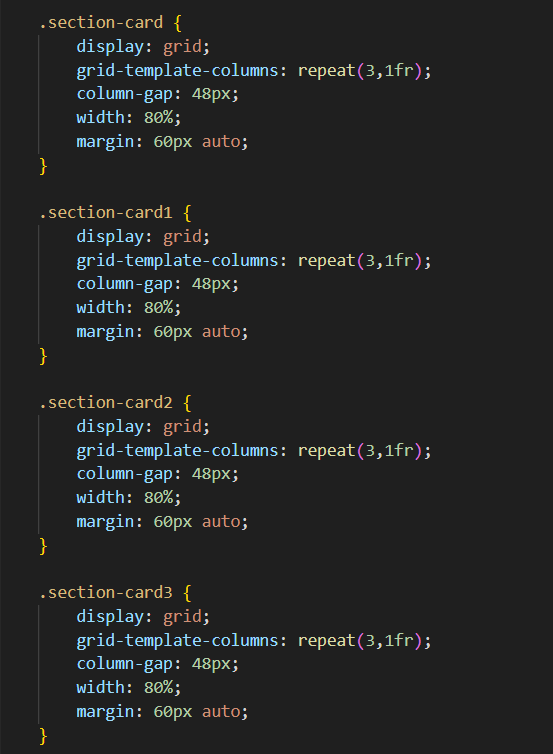 .section-card {
    display: grid;
    grid-template-columns: repeat(3,1fr);
    column-gap: 48px;
    width: 80%;
    margin: 60px auto;
}

.section-card1 {
    display: grid;
    grid-template-columns: repeat(3,1fr);
    column-gap: 48px;
    width: 80%;
    margin: 60px auto;
}

.section-card2 {
    display: grid;
    grid-template-columns: repeat(3,1fr);
    column-gap: 48px;
    width: 80%;
    margin: 60px auto;
}

.section-card3 {
    display: grid;
    grid-template-columns: repeat(3,1fr);
    column-gap: 48px;
    width: 80%;
    margin: 60px auto;
}